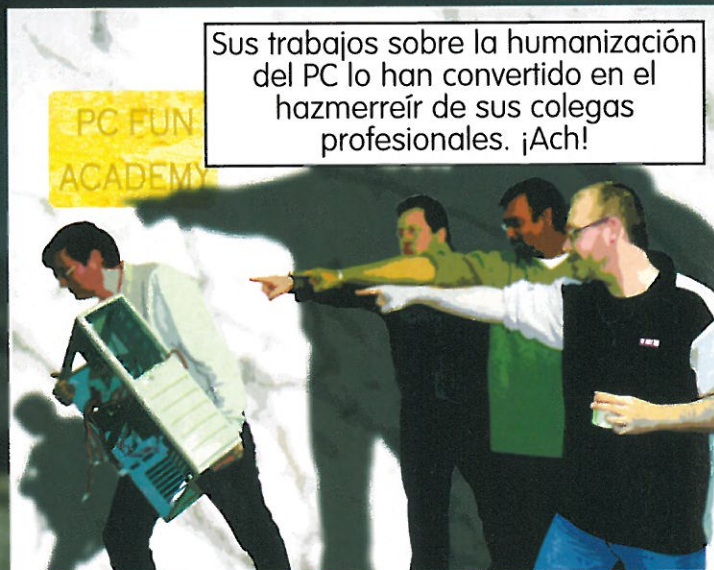 Sus trabajos sobre la humanización
del PC lo han convertido en el
hazmerreír de sus colegas
profesionales. ¡Ach!
PC FUN
ACADEMY